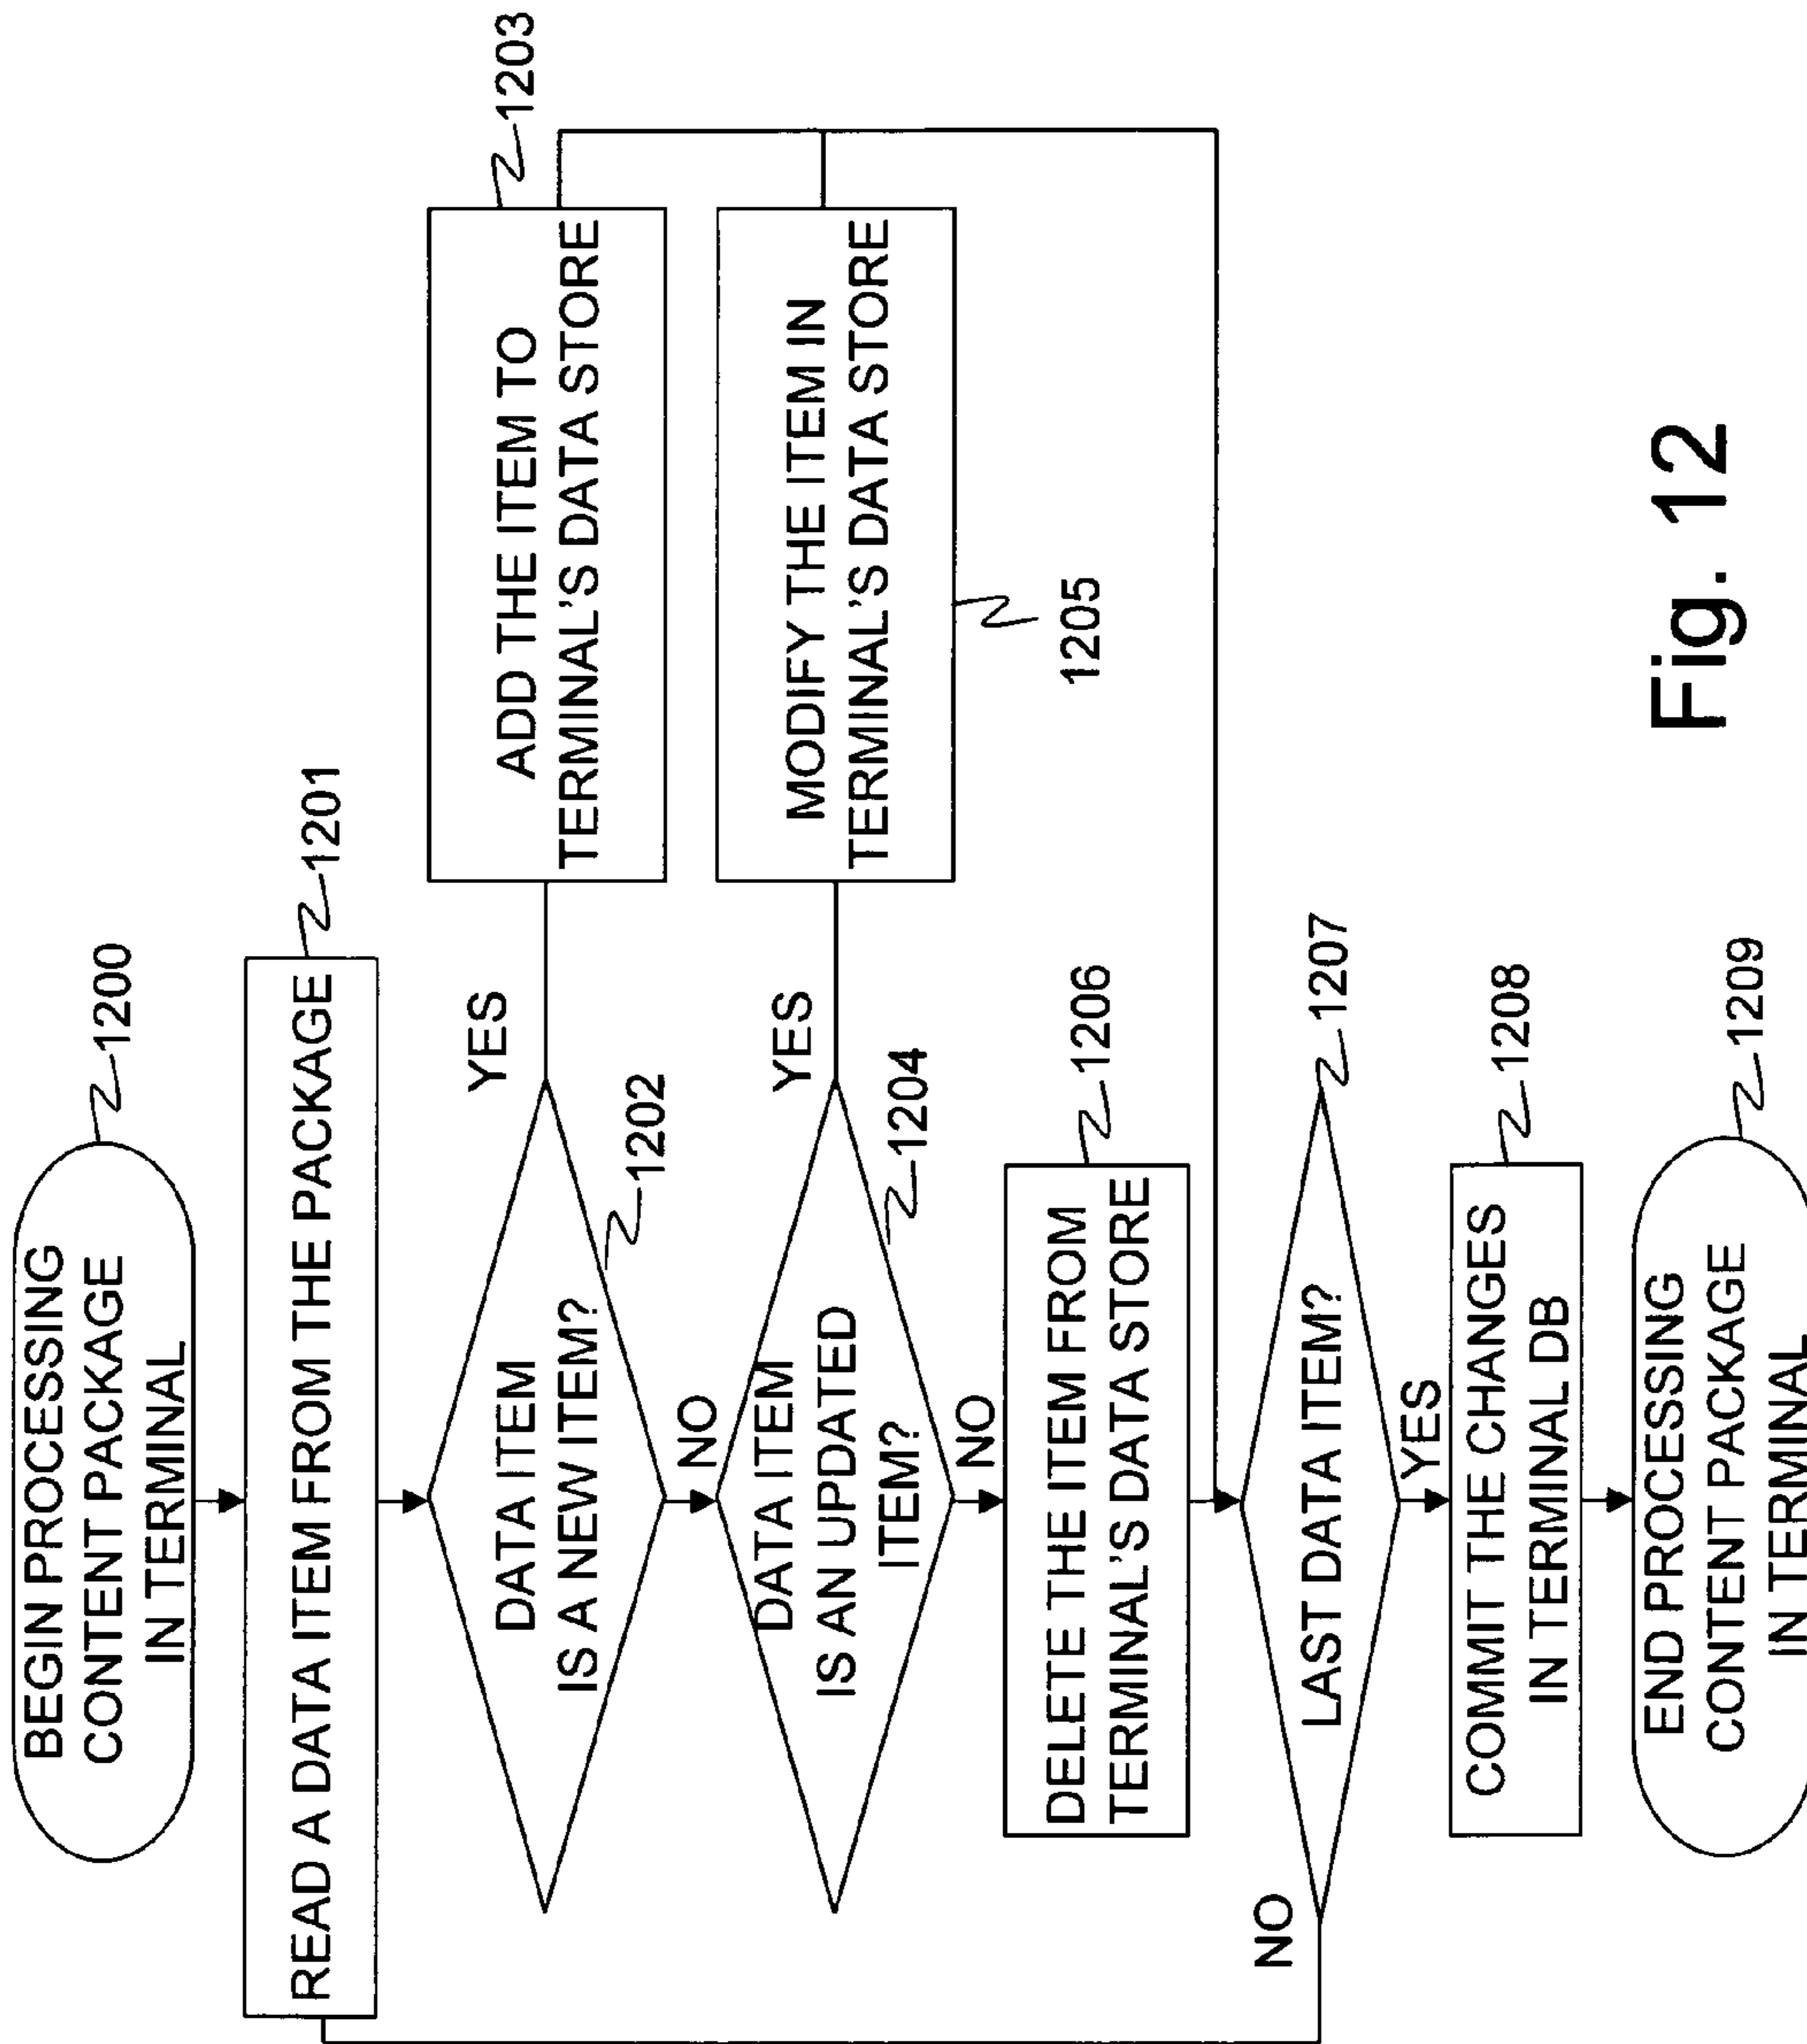 BEGIN PROCESSING
CONTENT PACKAGE
IN TERMINAL
1200
READ A DATA ITEM FROM THE PACKAGE
1201
DATA ITEM
IS A NEW ITEM?
1202
YES
ADD THE ITEM TO
TERMINAL'S DATA STORE
1203
NO
DATA ITEM
IS AN UPDATED
ITEM?
1204
YES
MODIFY THE ITEM IN
TERMINAL'S DATA STORE
1205
NO
DELETE THE ITEM FROM
TERMINAL'S DATA STORE
1206
LAST DATA ITEM?
1207
NO
YES
COMMIT THE CHANGES
IN TERMINAL DB
1208
END PROCESSING
CONTENT PACKAGE
IN TERMINAL
1209
Fig. 12